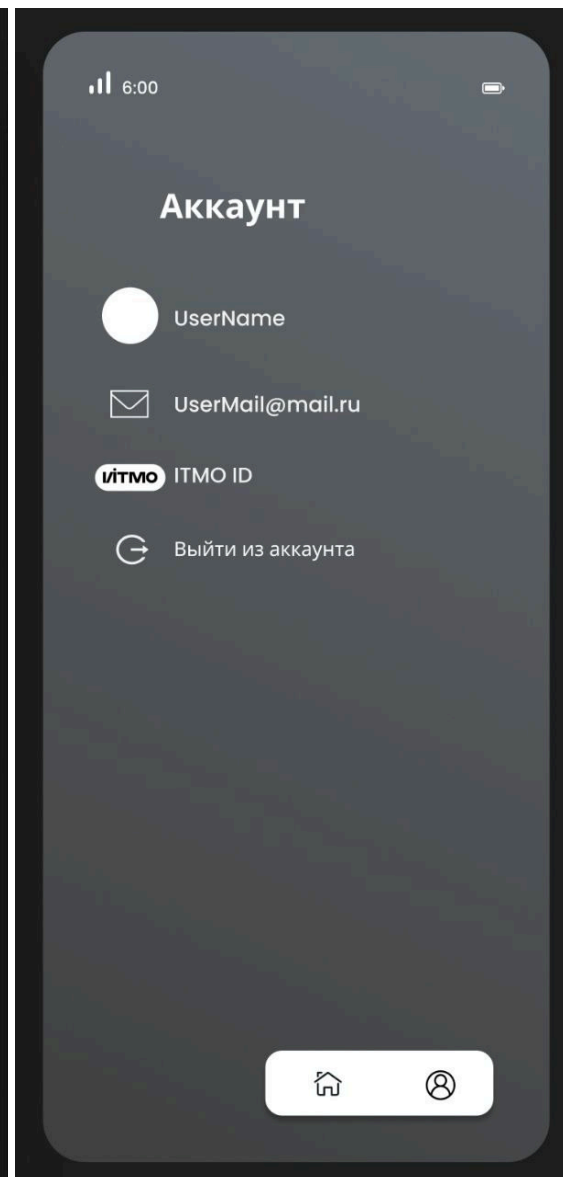 6:00
Аккаунт
UserName
UserMail@mail.ru
ITMO ITMO ID
Выйти из аккаунта